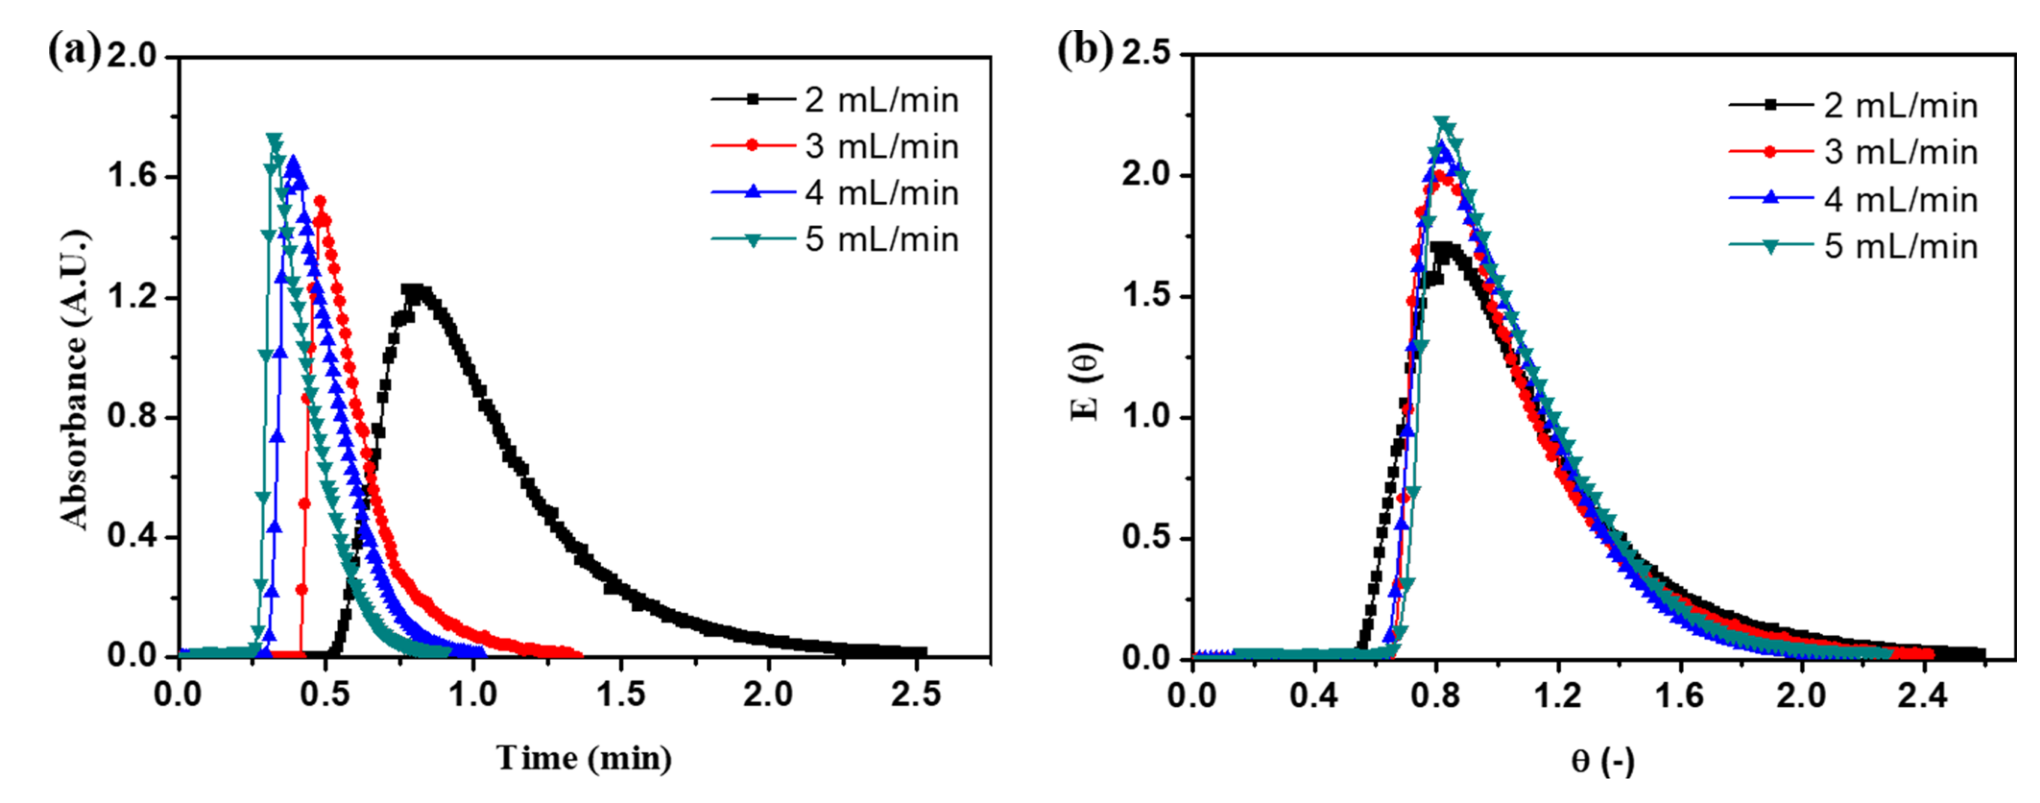 (a)
2.0
1.6
1.2
0.8
0.4
0.0
Absorbance (A.U.)
0.0 0.5 1.0 1.5 2.0 2.5
Time (min)
2 mL/min
3 mL/min
4 mL/min
5 mL/min
(b)
2.5
2.0
1.5
1.0
0.5
0.0
E (θ)
0.0 0.4 0.8 1.2 1.6 2.0 2.4
θ (-)
2 mL/min
3 mL/min
4 mL/min
5 mL/min